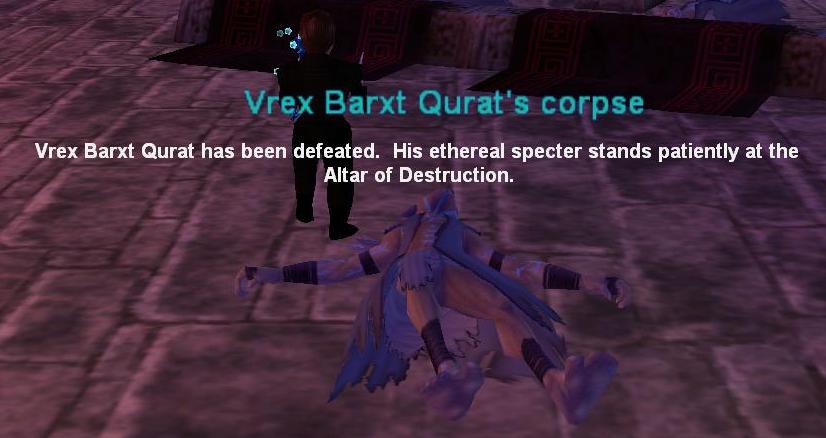 Vrex Barxt Qurat's corpse
Vrex Barxt Qurat has been defeated.  His ethereal specter stands patiently at the
Altar of Destruction.